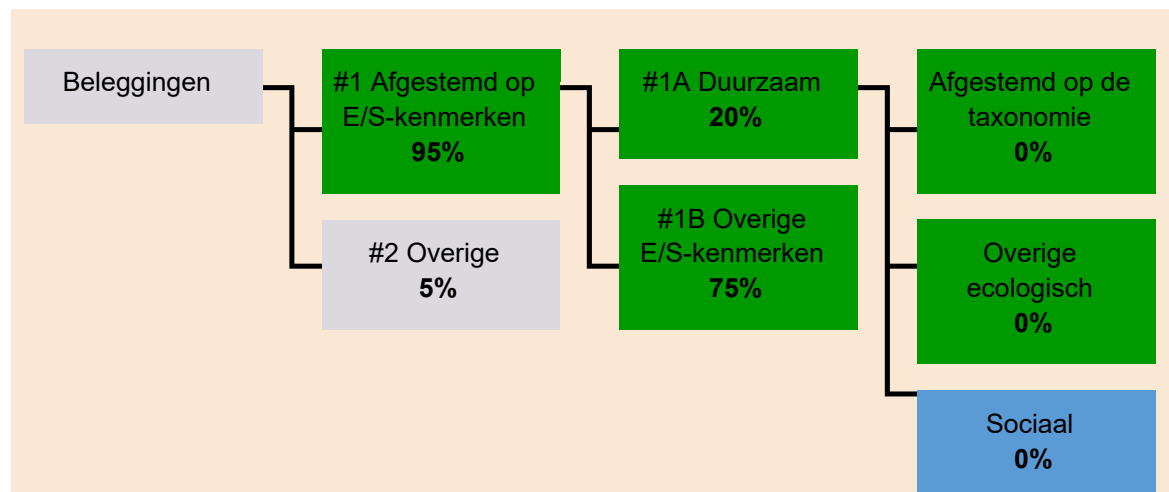 Beleggingen
#1 Afgestemd op
E/S-kenmerken
95%
#2 Overige
5%
#1A Duurzaam
20%
#1B Overige
E/S-kenmerken
75%
Afgestemd op de
taxonomie
0%
Overige
ecologisch
0%
Sociaal
0%